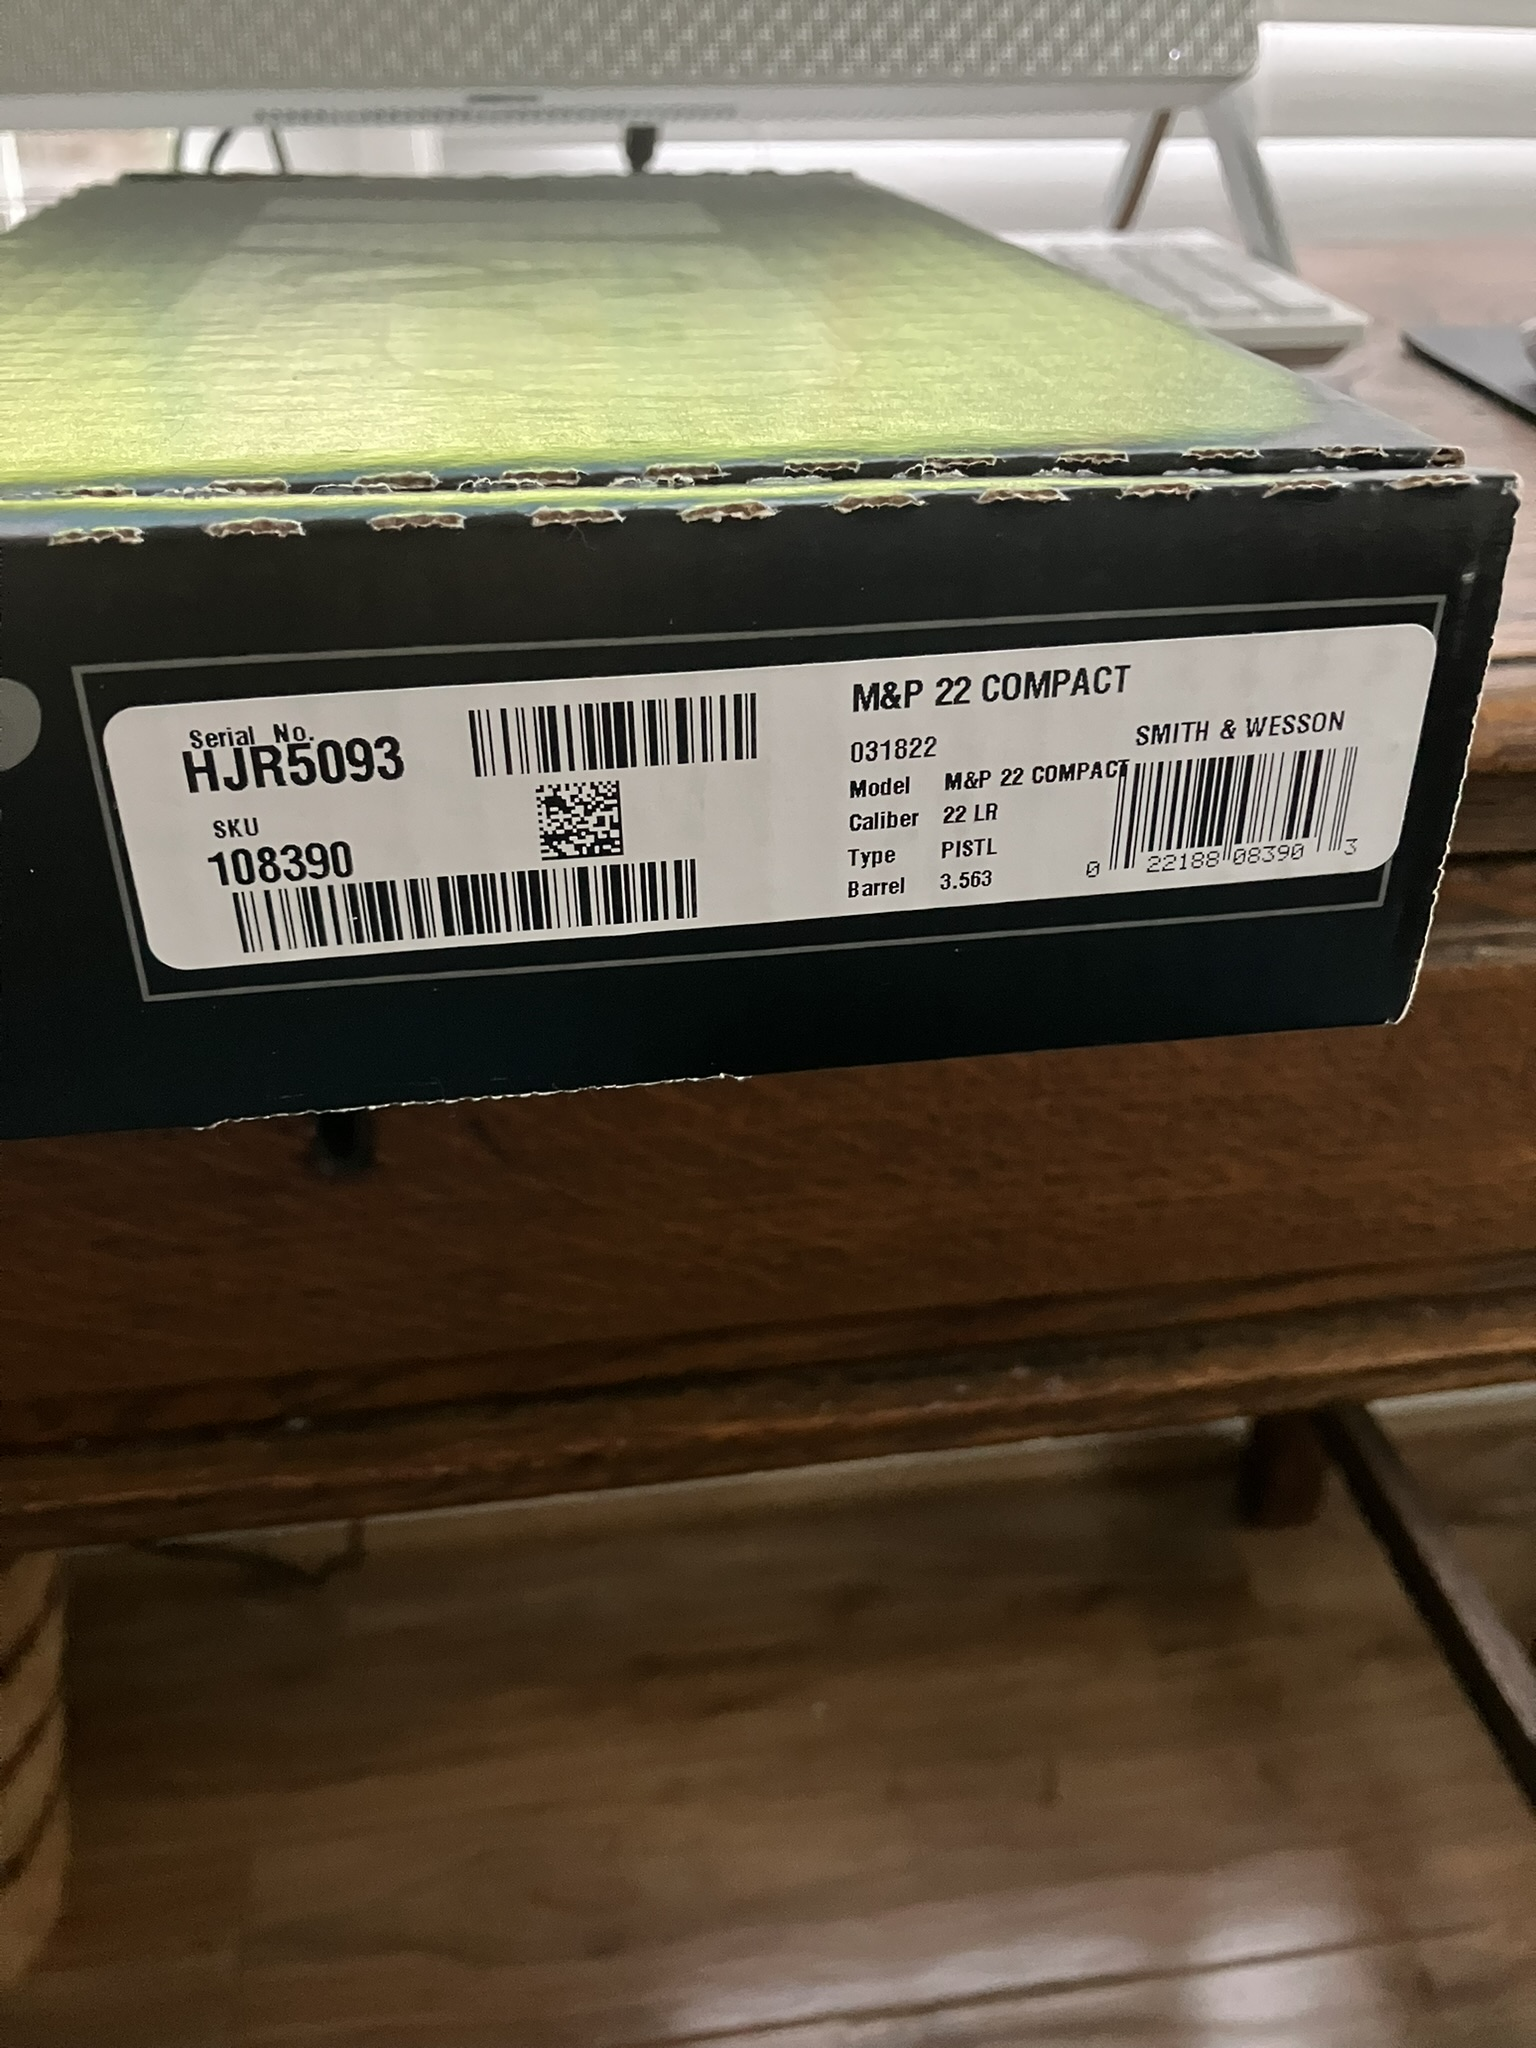 Serial No.
HJR5093
SKU
108390
M&P 22 COMPACT
031822
SMITH & WESSON
Model M&P 22 COMPACT
Caliber 22 LR
Type PISTL
Barrel 3.563
0 22188 08390 3